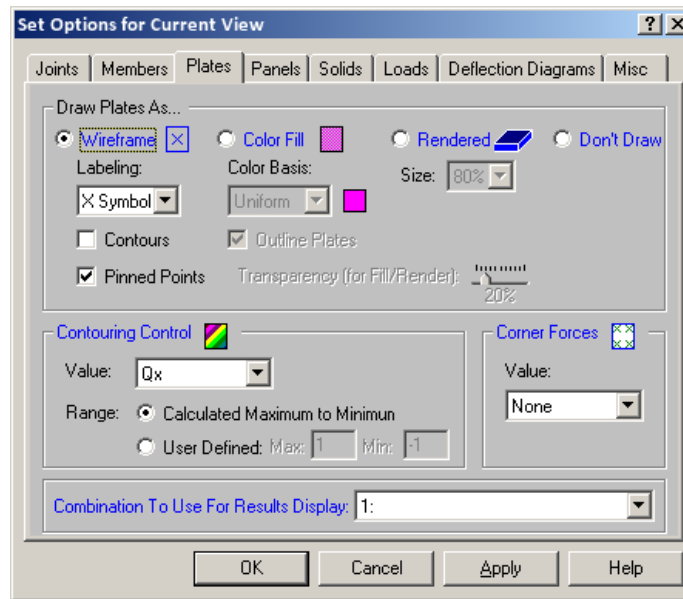 Set Options for Current View
Joints Members Plates Panels Solids Loads Deflection Diagrams Misc
Draw Plates As...
Wireframe Color Fill Rendered Don't Draw
Labeling: Color Basis: Size: 80%
X Symbol Uniform
Contours Outline Plates
Pinned Points Transparency (for Fill/Render):
20%
Contouring Control Corner Forces
Value: Qx Value:
Range: Calculated Maximum to Minimun None
User Defined: Max: 1 Min: -1
Combination To Use For Results Display: 1:
OK Cancel Apply Help